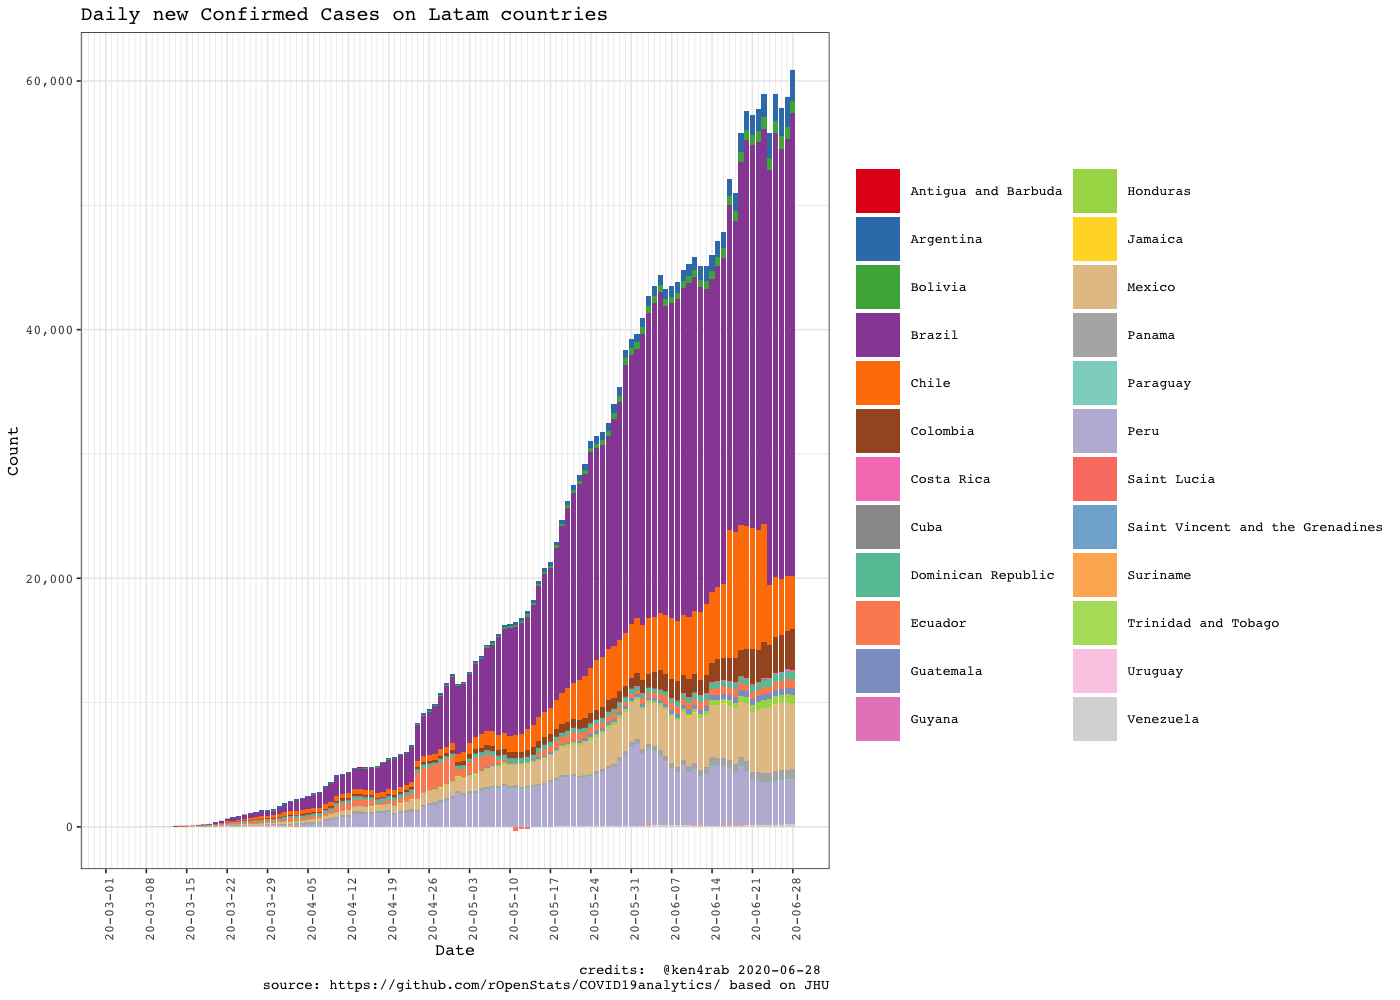 Daily new Confirmed Cases on Latam countries
Count
60,000
40,000
20,000
0
20-03-01
20-03-08
20-03-15
20-03-22
20-03-29
20-04-05
20-04-12
20-04-19
20-04-26
20-05-03
20-05-10
20-05-17
20-05-24
20-05-31
20-06-07
20-06-14
20-06-21
20-06-28
Date
Antigua and Barbuda
Argentina
Bolivia
Brazil
Chile
Colombia
Costa Rica
Cuba
Dominican Republic
Ecuador
Guatemala
Guyana
Honduras
Jamaica
Mexico
Panama
Paraguay
Peru
Saint Lucia
Saint Vincent and the Grenadines
Suriname
Trinidad and Tobago
Uruguay
Venezuela
credits:  @ken4rab 2020-06-28
source: https://github.com/rOpenStats/COVID19analytics/ based on JHU